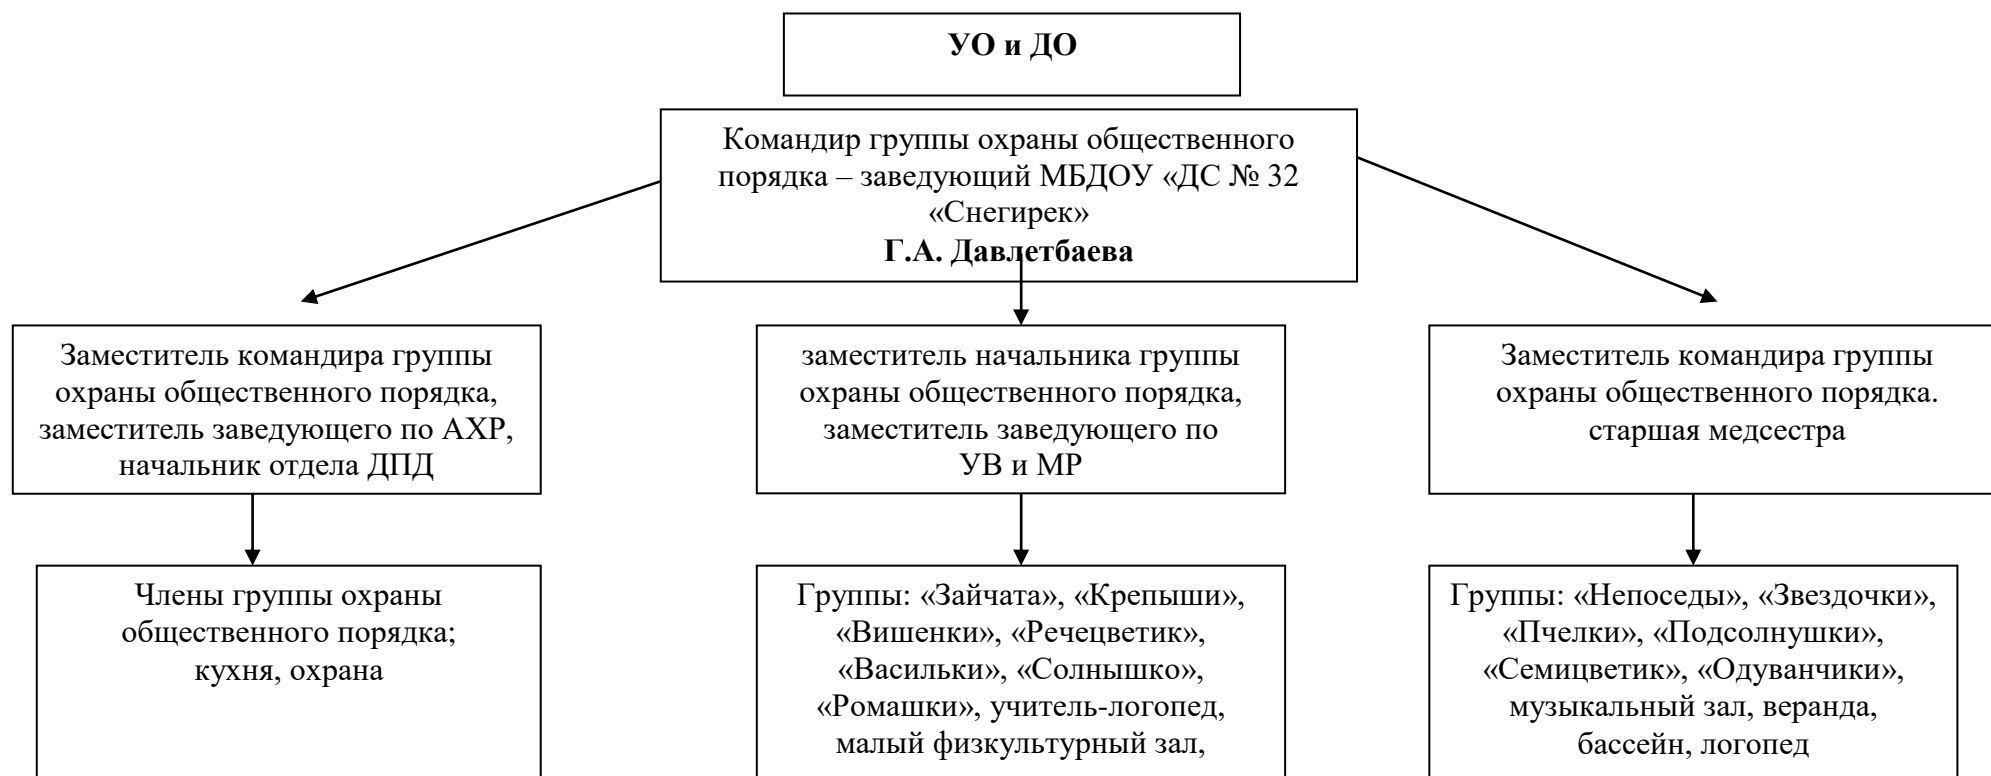 УО и ДО
Командир группы охраны общественного
порядка – заведующий МБДОУ «ДС № 32
«Снегирек»
Г.А. Давлетбаева
Заместитель командира группы
охраны общественного порядка,
заместитель заведующего по АХР,
начальник отдела ДПД
заместитель начальника группы
охраны общественного порядка,
заместитель заведующего по
УВ и МР
Заместитель командира группы
охраны общественного порядка.
старшая медсестра
Члены группы охраны
общественного порядка;
кухня, охрана
Группы: «Зайчата», «Крепыши»,
«Вишенки», «Речецветик»,
«Васильки», «Солнышко»,
«Ромашки», учитель-логопед,
малый физкультурный зал,
Группы: «Непоседы», «Звездочки»,
«Пчелки», «Подсолнушки»,
«Семицветик», «Одуванчики»,
музыкальный зал, веранда,
бассейн, логопед